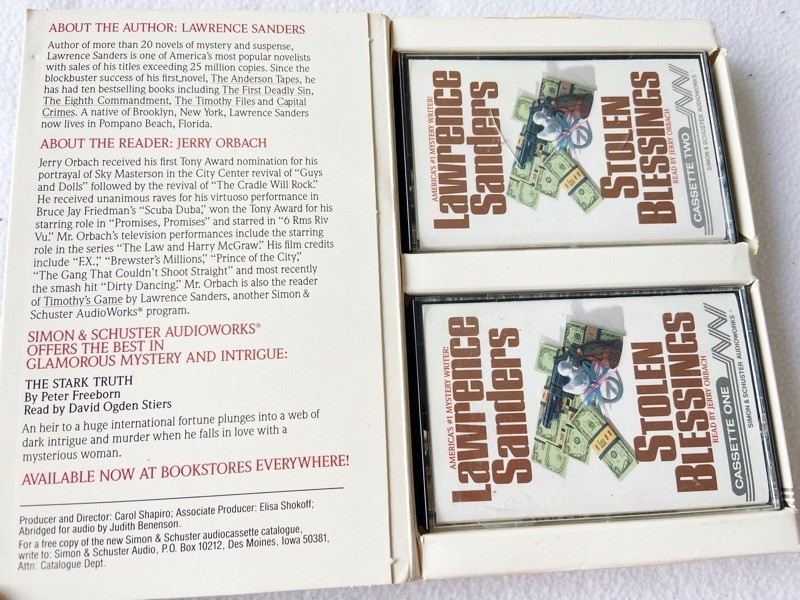 ABOUT THE AUTHOR: LAWRENCE SANDERS
Author of more than 20 novels of mystery and suspense,
Lawrence Sanders is one of America's most popular novelists
with sales of his titles exceeding 25 million copies. Since the
blockbuster success of his first novel, The Anderson Tapes, he
has had ten bestselling books including The First Deadly Sin,
The Eighth Commandment, The Timothy Files and Capital
Crimes. A native of Brooklyn, New York, Lawrence Sanders
now lives in Pompano Beach, Florida.
ABOUT THE READER: JERRY ORBACH
Jerry Orbach received his first Tony Award nomination for his
portrayal of Sky Masterson in the City Center revival of "Guys
and Dolls" followed by the revival of "The Cradle Will Rock."
He received unanimous raves for his virtuoso performance in
Bruce Jay Friedman's "Scuba Duba," won the Tony Award for his
starring role in "Promises, Promises" and starred in "6 Rms Riv
Vu." Mr. Orbach's television performances include the starring
role in the series "The Law and Harry McGraw." His film credits
include "F.X.," "Brewster's Millions," "Prince of the City,"
"The Gang That Couldn't Shoot Straight" and most recently
the smash hit "Dirty Dancing." Mr. Orbach is also the reader
of Timothy's Game by Lawrence Sanders, another Simon &
Schuster AudioWorks® program.
SIMON & SCHUSTER AUDIOWORKS®
OFFERS THE BEST IN
GLAMOROUS MYSTERY AND INTRIGUE:
THE STARK TRUTH
By Peter Freeborn
Read by David Ogden Stiers
An heir to a huge international fortune plunges into a web of
dark intrigue and murder when he falls in love with a
mysterious woman.
AVAILABLE NOW AT BOOKSTORES EVERYWHERE!
Producer and Director: Carol Shapiro; Associate Producer: Elisa Shokoff;
Abridged for audio by Judith Benenson.
For a free copy of the new Simon & Schuster audiocassette catalogue,
write to: Simon & Schuster Audio, P.O. Box 10212, Des Moines, Iowa 50381,
Attn: Catalogue Dept.
AMERICA'S #1 MYSTERY WRITER!
Lawrence
Sanders
STOLEN
BLESSINGS
READ BY JERRY ORBACH
CASSETTE TWO
SIMON & SCHUSTER AUDIOWORKS®
AMERICA'S #1 MYSTERY WRITER!
Lawrence
Sanders
STOLEN
BLESSINGS
READ BY JERRY ORBACH
CASSETTE ONE
SIMON & SCHUSTER AUDIOWORKS®